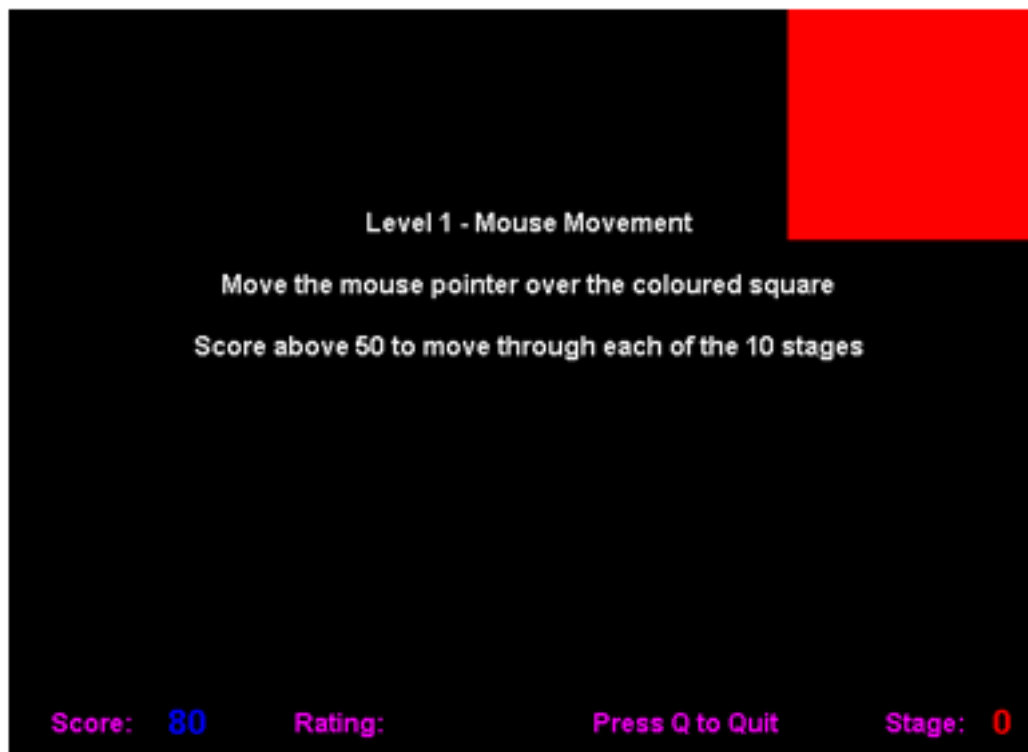 Level 1 - Mouse Movement
Move the mouse pointer over the coloured square
Score above 50 to move through each of the 10 stages
Score: 80 Rating: Press Q to Quit Stage: 0